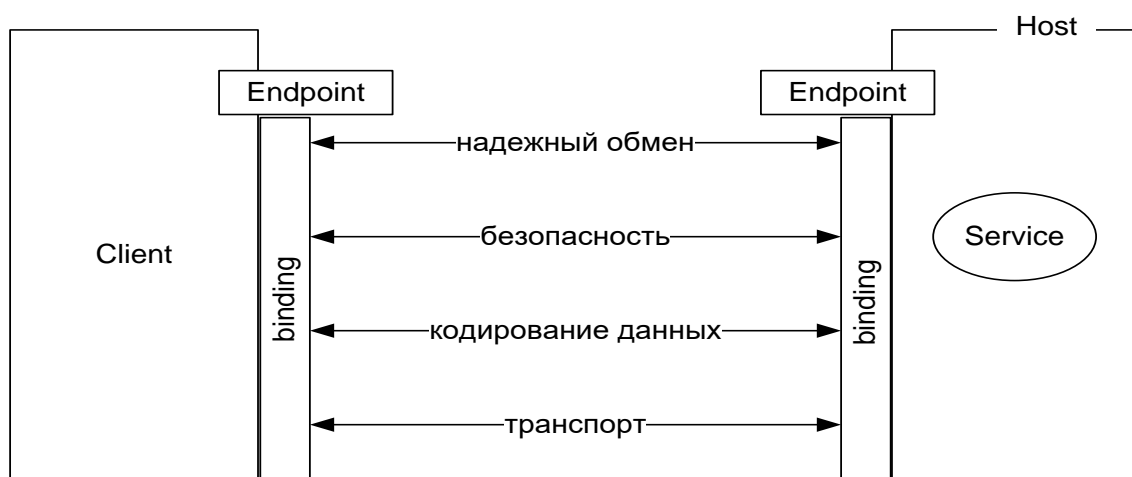 Host
Endpoint
Endpoint
надежный обмен
безопасность
Client
Service
binding
binding
кодирование данных
транспорт